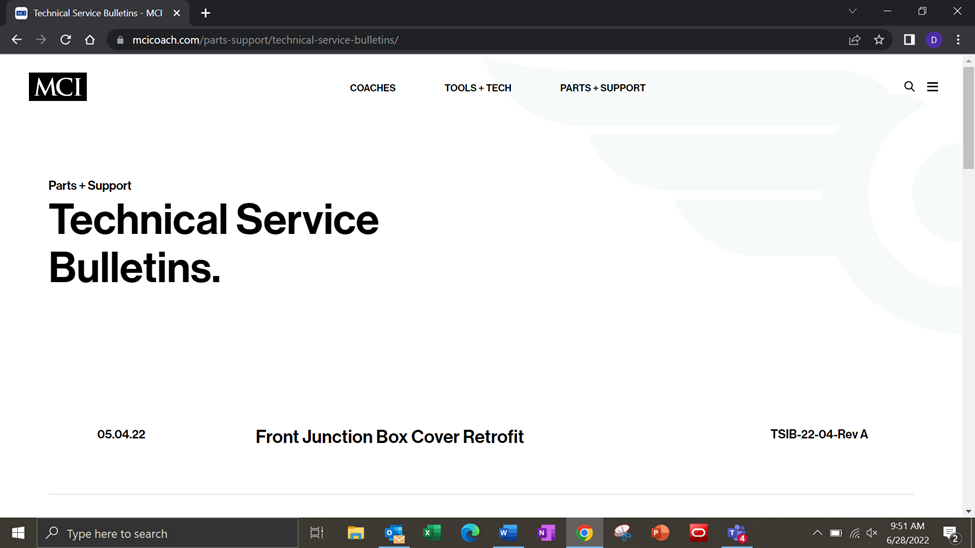 Technical Service Bulletins - MCI
mcicoach.com/parts-support/technical-service-bulletins/
D
MCI
COACHES
TOOLS + TECH
PARTS + SUPPORT
Parts + Support
Technical Service
Bulletins.
05.04.22
Front Junction Box Cover Retrofit
TSIB-22-04-Rev A
Type here to search
4
9:51 AM
6/28/2022
2